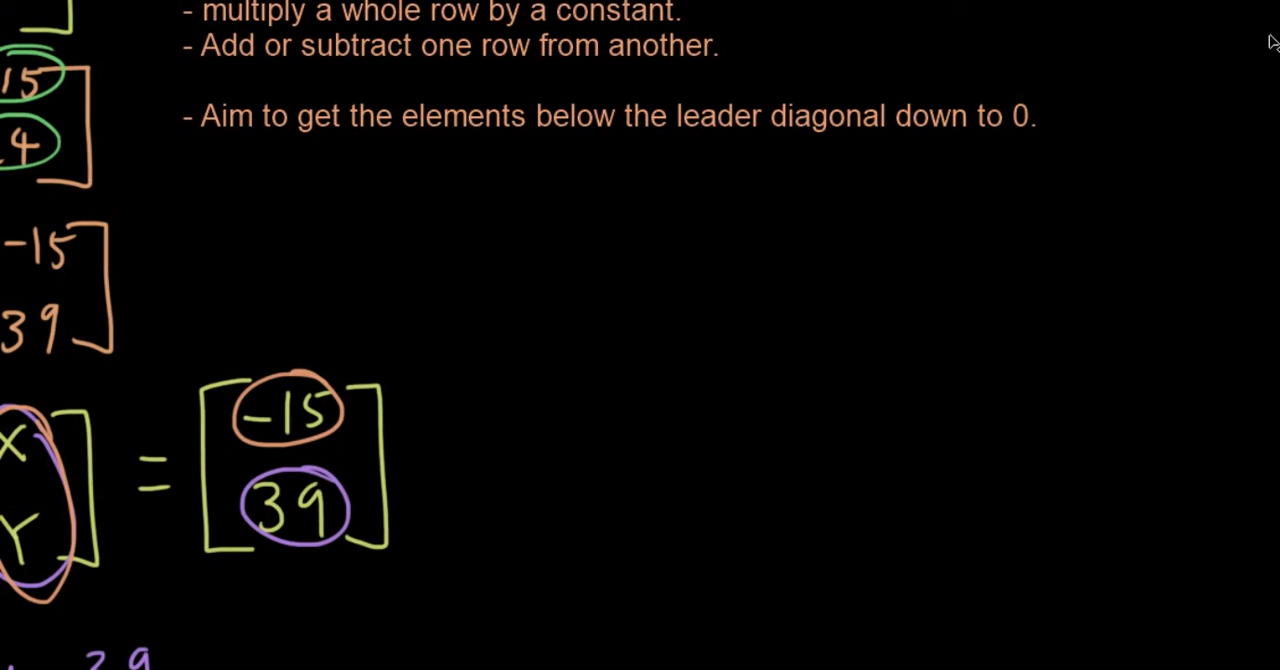 - multiply a whole row by a constant.
- Add or subtract one row from another.
15
- Aim to get the elements below the leader diagonal down to 0.
4
-15
39
X
= -15
Y
39
39